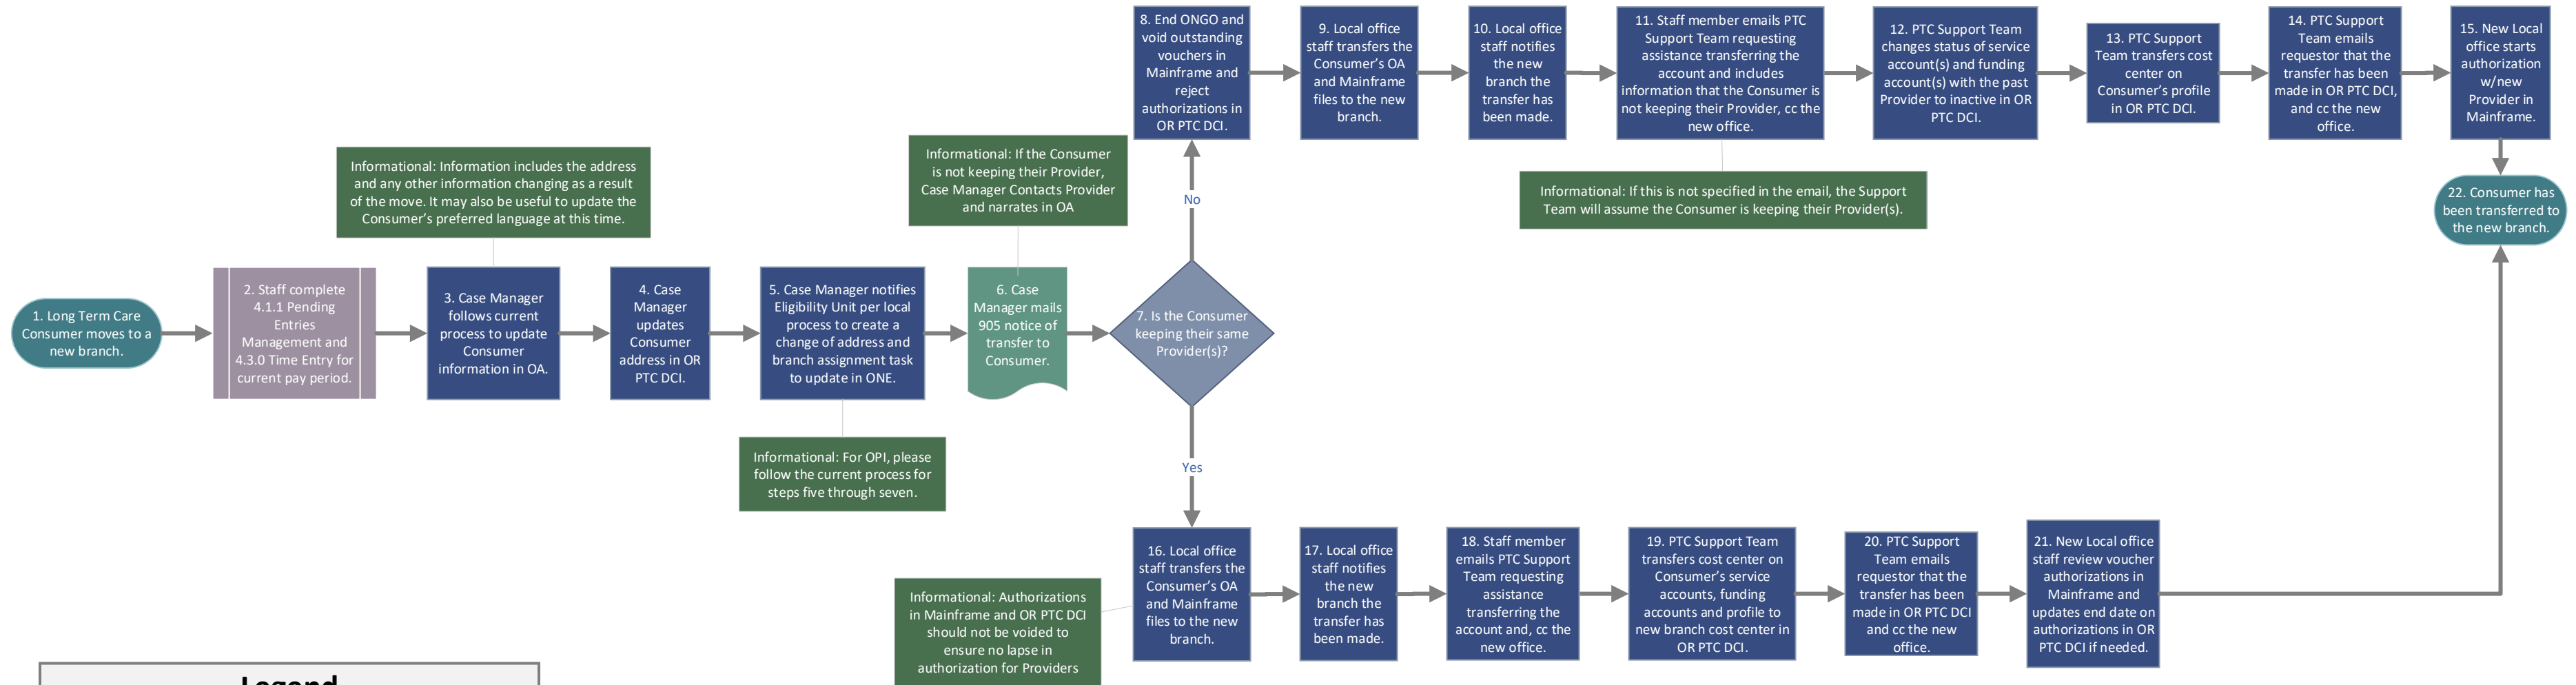 1. Long Term Care
Consumer moves to a
new branch.
2. Staff complete
4.1.1 Pending
Entries
Management and
4.3.0 Time Entry for
current pay period.
Informational: Information includes the address
and any other information changing as a result
of the move. It may also be useful to update the
Consumer’s preferred language at this time.
3. Case Manager
follows current
process to update
Consumer
information in OA.
4. Case
Manager
updates
Consumer
address in OR
PTC DCI.
5. Case Manager notifies
Eligibility Unit per local
process to create a
change of address and
branch assignment task
to update in ONE.
Informational: For OPI, please
follow the current process for
steps five through seven.
Informational: If the Consumer
is not keeping their Provider,
Case Manager Contacts Provider
and narrates in OA
6. Case
Manager mails
905 notice of
transfer to
Consumer.
7. Is the Consumer
keeping their same
Provider(s)?
No
8. End ONGO and
void outstanding
vouchers in
Mainframe and
reject
authorizations in
OR PTC DCI.
9. Local office
staff transfers the
Consumer’s OA
and Mainframe
files to the new
branch.
10. Local office
staff notifies
the new
branch the
transfer has
been made.
11. Staff member emails PTC
Support Team requesting
assistance transferring the
account and includes
information that the Consumer is
not keeping their Provider, cc the
new office.
Informational: If this is not specified in the email, the Support
Team will assume the Consumer is keeping their Provider(s).
12. PTC Support Team
changes status of service
account(s) and funding
account(s) with the past
Provider to inactive in OR
PTC DCI.
13. PTC Support
Team transfers cost
center on
Consumer’s profile
in OR PTC DCI.
14. PTC Support
Team emails
requestor that the
transfer has been
made in OR PTC DCI,
and cc the new
office.
15. New Local
office starts
authorization
w/new
Provider in
Mainframe.
22. Consumer has
been transferred to
the new branch.
Yes
16. Local office
staff transfers the
Consumer’s OA
and Mainframe
files to the new
branch.
Informational: Authorizations
in Mainframe and OR PTC DCI
should not be voided to
ensure no lapse in
authorization for Providers
17. Local office
staff notifies
the new
branch the
transfer has
been made.
18. Staff member
emails PTC Support
Team requesting
assistance
transferring the
account and, cc the
new office.
19. PTC Support Team
transfers cost center on
Consumer’s service
accounts, funding
accounts and profile to
new branch cost center in
OR PTC DCI.
20. PTC Support
Team emails
requestor that the
transfer has been
made in OR PTC DCI
and cc the new
office.
21. New Local office
staff review voucher
authorizations in
Mainframe and
updates end date on
authorizations in OR
PTC DCI if needed.
Legend